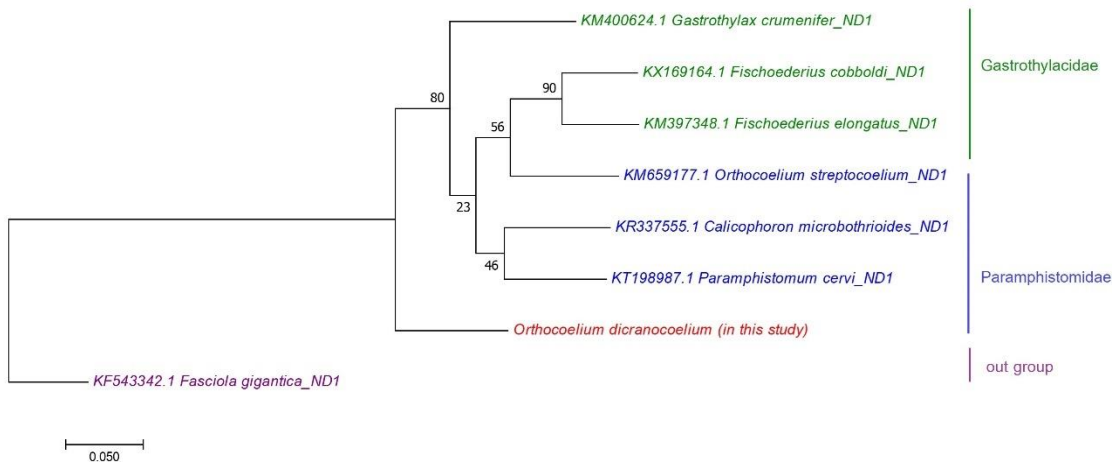 KM400624.1 Gastrothylax crumenifer_ND1
KX169164.1 Fischoederius cobboldi_ND1
Gastrothylacidae
90
80
KM397348.1 Fischoederius elongatus_ND1
56
KM659177.1 Orthocoelium streptocoelium_ND1
23
KR337555.1 Calicophoron microbothrioides_ND1
46
KT198987.1 Paramphistomum cervi_ND1
Paramphistomidae
Orthocoelium dicranocoelium (in this study)
out group
KF543342.1 Fasciola gigantica_ND1
0.050